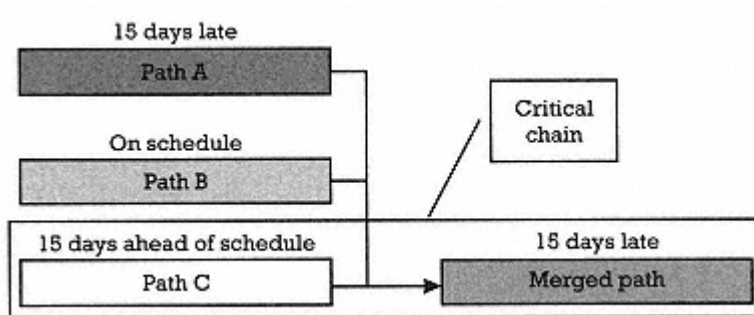 15 days late
Path A
Critical
chain
On schedule
Path B
15 days ahead of schedule
15 days late
Path C
Merged path